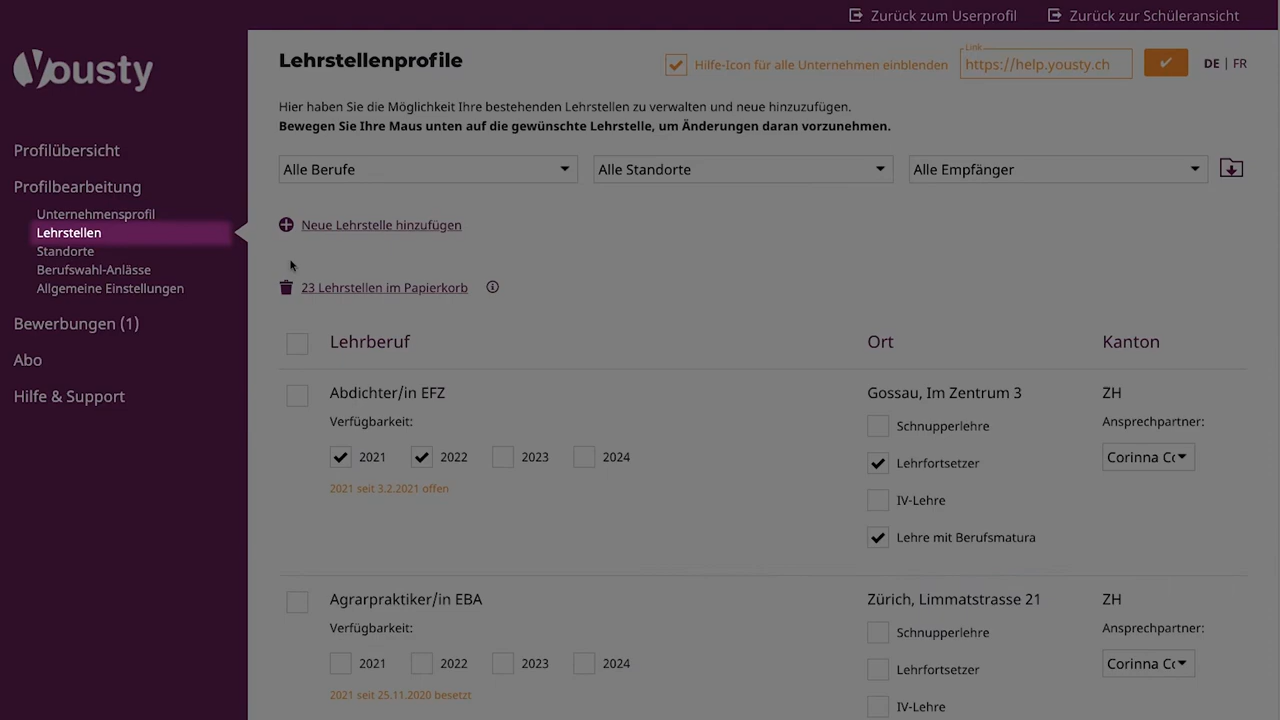 Zurück zum Userprofil
Zurück zur Schüleransicht
Yousty
Profilübersicht
Profilbearbeitung
Unternehmensprofil
Lehrstellen
Standorte
Berufswahl-Anlässe
Allgemeine Einstellungen
Bewerbungen (1)
Abo
Hilfe & Support
Lehrstellenprofile
Hilfe-Icon für alle Unternehmen einblenden
Link
https://help.yousty.ch
DE | FR
Hier haben Sie die Möglichkeit Ihre bestehenden Lehrstellen zu verwalten und neue hinzuzufügen.
Bewegen Sie Ihre Maus unten auf die gewünschte Lehrstelle, um Änderungen daran vorzunehmen.
Alle Berufe
Alle Standorte
Alle Empfänger
Neue Lehrstelle hinzufügen
23 Lehrstellen im Papierkorb
Lehrberuf
Ort
Kanton
Abdichter/in EFZ
Gossau, Im Zentrum 3
ZH
Verfügbarkeit:
Schnupperlehre
Ansprechpartner:
2021
2022
2023
2024
Lehrfortsetzer
Corinna Co
2021 seit 3.2.2021 offen
IV-Lehre
Lehre mit Berufsmatura
Agrarpraktiker/in EBA
Zürich, Limmatstrasse 21
ZH
Verfügbarkeit:
Schnupperlehre
Ansprechpartner:
2021
2022
2023
2024
Lehrfortsetzer
Corinna Co
2021 seit 25.11.2020 besetzt
IV-Lehre